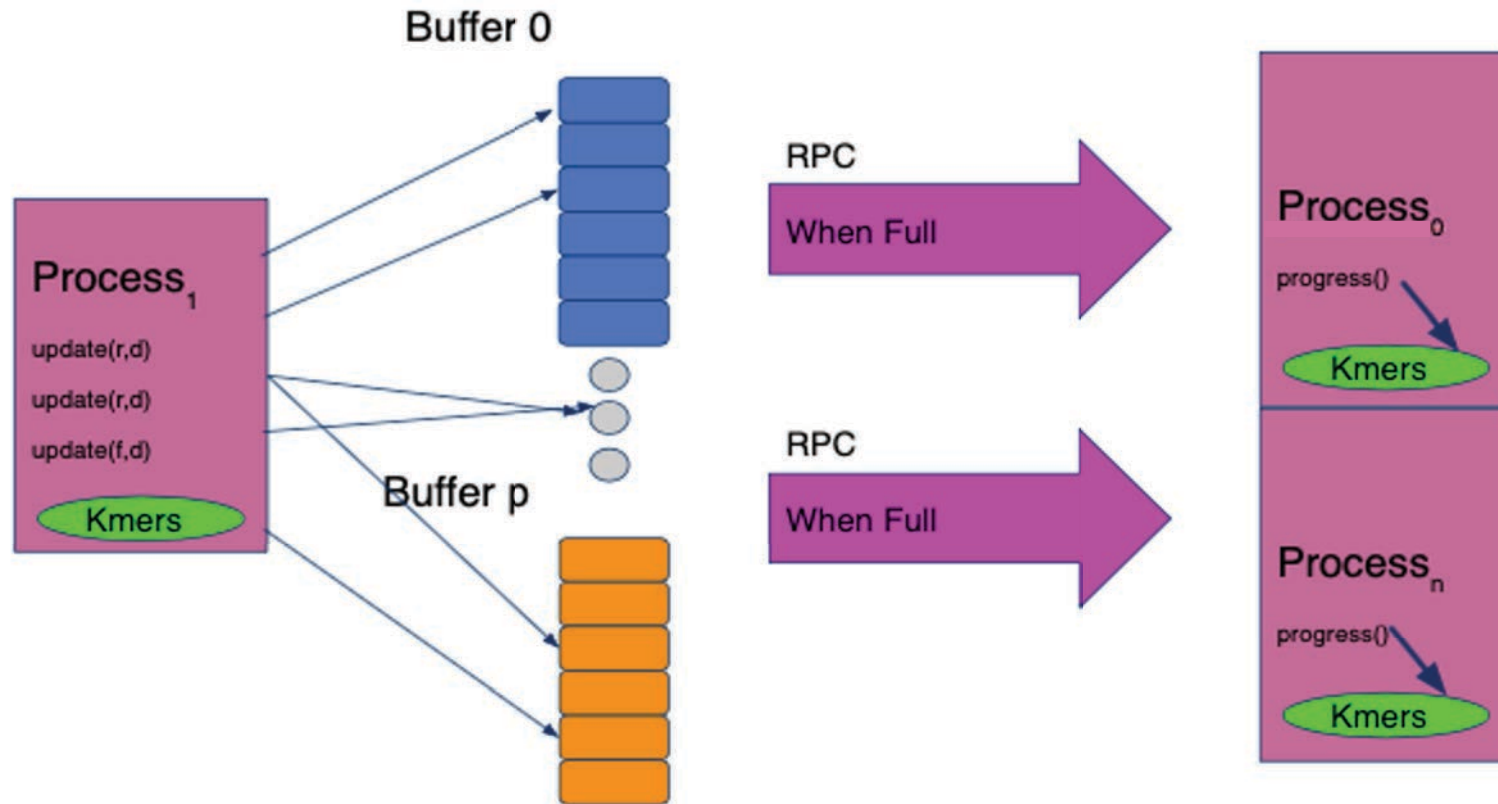 Buffer 0
Process1
update(r,d)
update(r,d)
update(f,d)
Kmers
Buffer p
RPC
When Full
RPC
When Full
Process0
progress()
Kmers
Processn
progress()
Kmers